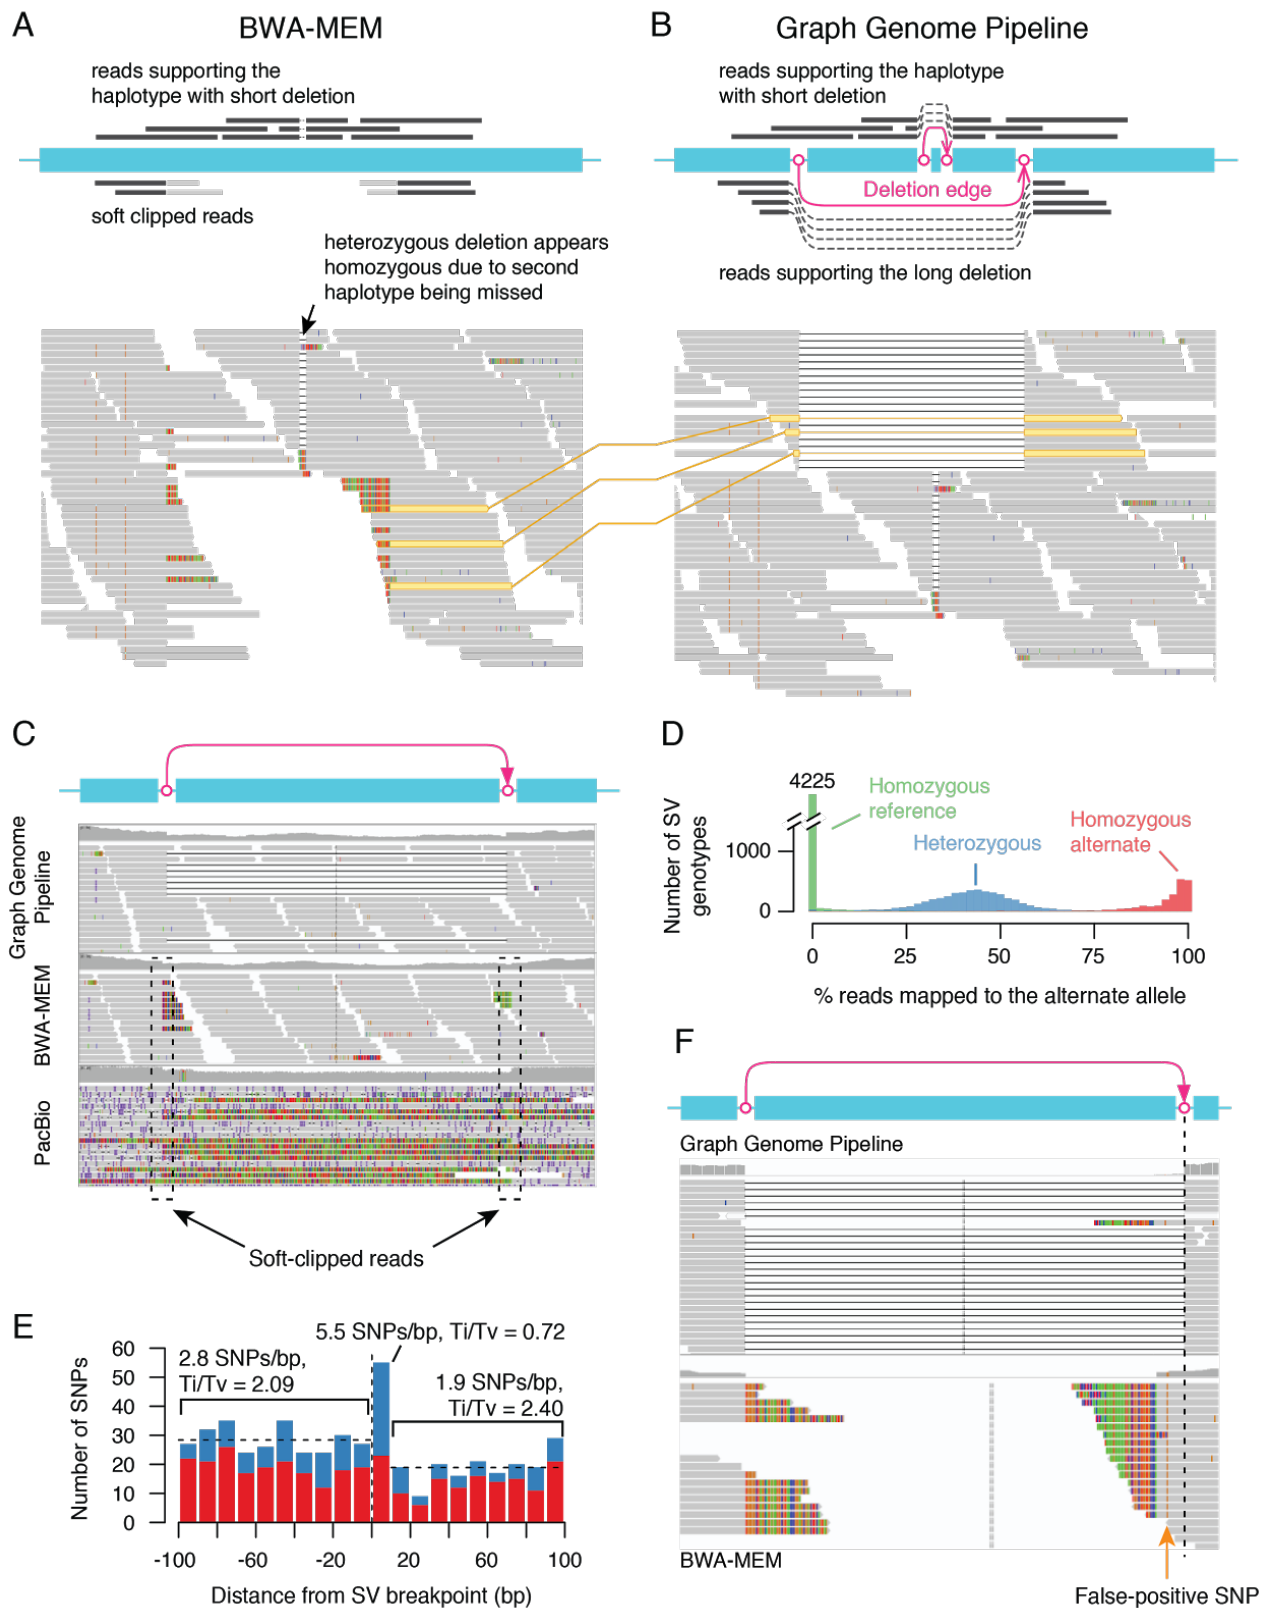 A
BWA-MEM
reads supporting the
haplotype with short deletion
soft clipped reads
heterozygous deletion appears
homozygous due to second
haplotype being missed
B
Graph Genome Pipeline
reads supporting the haplotype
with short deletion
Deletion edge
reads supporting the long deletion
C
Graph Genome
Pipeline
BWA-MEM
PacBio
Soft-clipped reads
D
4225
Homozygous
reference
Heterozygous
Homozygous
alternate
Number of SV
genotypes
1000
0
0 25 50 75 100
% reads mapped to the alternate allele
E
5.5 SNPs/bp, Ti/Tv = 0.72
2.8 SNPs/bp,
Ti/Tv = 2.09
1.9 SNPs/bp,
Ti/Tv = 2.40
Number of SNPs
60
50
40
30
20
10
0
-100 -60 -20 20 60 100
Distance from SV breakpoint (bp)
F
Graph Genome Pipeline
BWA-MEM
False-positive SNP